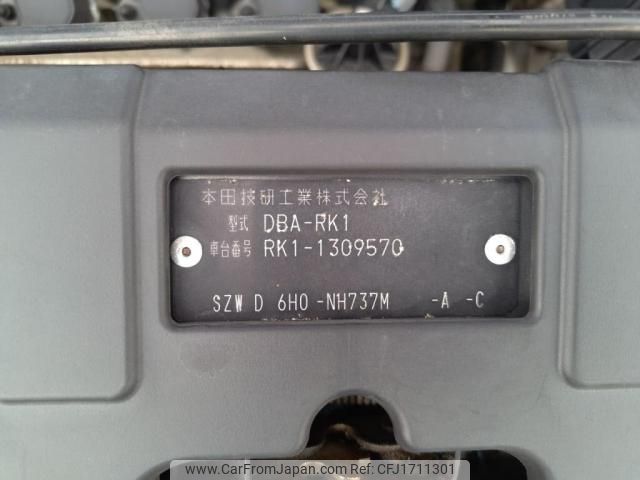 本田技研工業株式会社
型式 DBA-RK1
車台番号 RK1-1309570
SZW D 6H0 -NH737M -A -C
www.CarFromJapan.com Ref Code: CFJ1711301